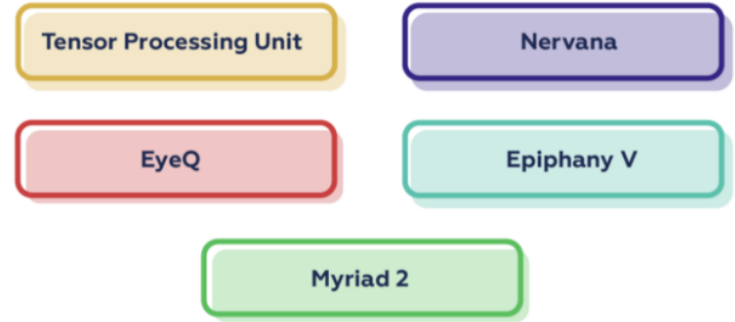 Tensor Processing Unit
Nervana
EyeQ
Epiphany V
Myriad 2